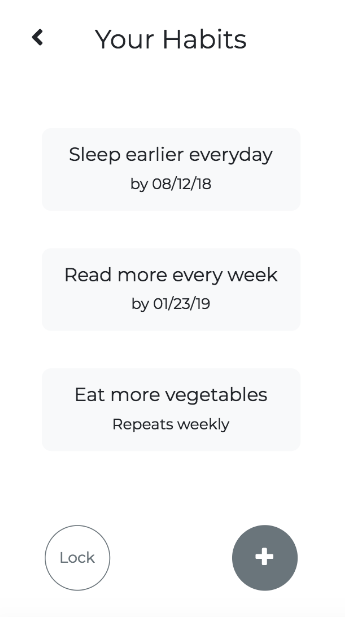 Your Habits
Sleep earlier everyday
by 08/12/18
Read more every week
by 01/23/19
Eat more vegetables
Repeats weekly
Lock
+